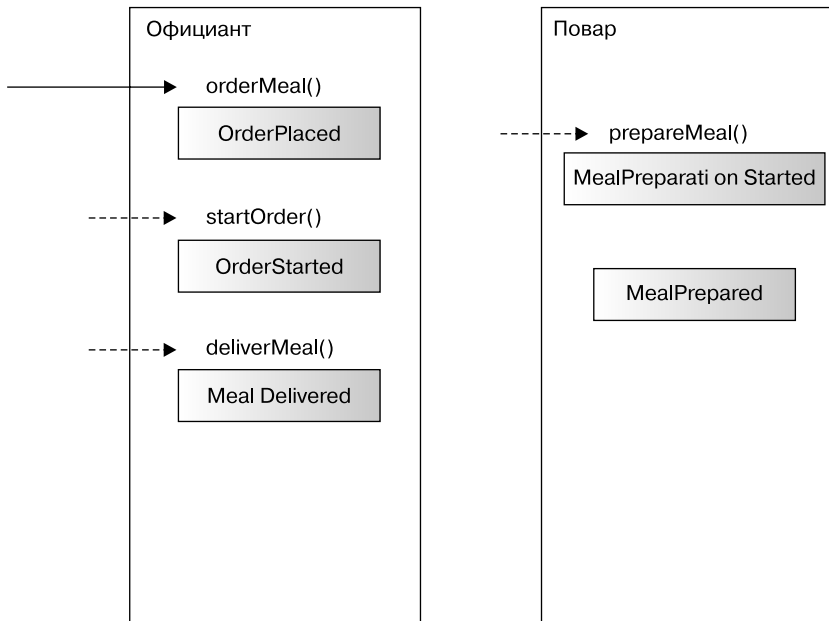 Официант
orderMeal()
OrderPlaced
startOrder()
OrderStarted
deliverMeal()
Meal Delivered
Повар
prepareMeal()
MealPreparati on Started
MealPrepared